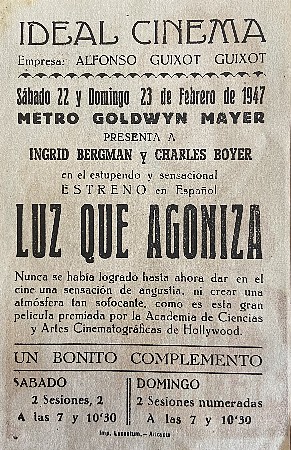 IDEAL CINEMA
Empresa: ALFONSO GUIXOT GUIXOT
Sábado 22 y Domingo 23 de Febrero de 1947
METRO GOLDWYN MAYER
PRESENTA A
INGRID BERGMAN y CHARLES BOYER
en el estupendo y sensacional
ESTRENO en Español
LUZ QUE AGONIZA
Nunca se había logrado hasta ahora dar en el
cine una sensación de angustia, ni crear una
atmósfera tan sofocante, como es esta gran
película premiada por la Academia de Ciencias
y Artes Cinematográficas de Hollywood.
UN BONITO COMPLEMENTO
SABADO
2 Sesiones, 2
A las 7 y 10'30
DOMINGO
2 Sesiones numeradas
A las 7 y 10'30
Imp. - Alicante